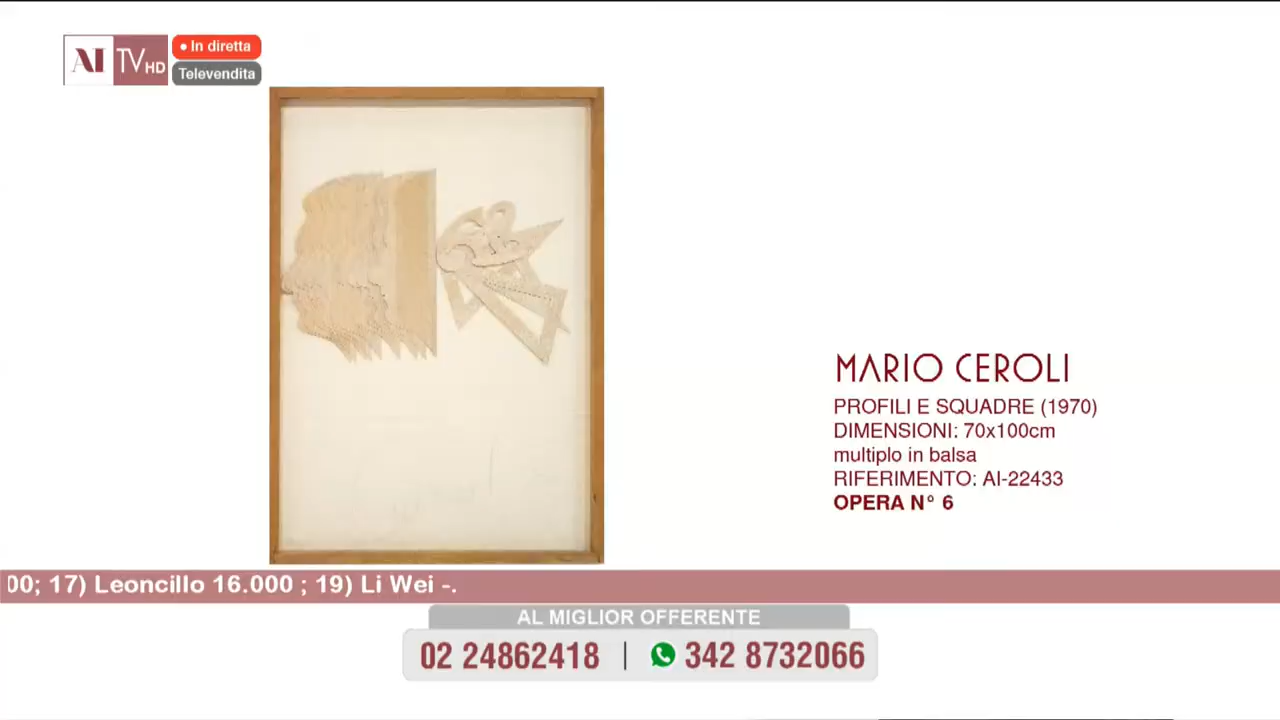 AI TV HD
• In diretta
Televendita
MARIO CEROLI
PROFILI E SQUADRE (1970)
DIMENSIONI: 70x100cm
multiplo in balsa
RIFERIMENTO: AI-22433
OPERA N° 6
00; 17) Leoncillo 16.000 ; 19) Li Wei -.
AL MIGLIOR OFFERENTE
02 24862418 | 342 8732066